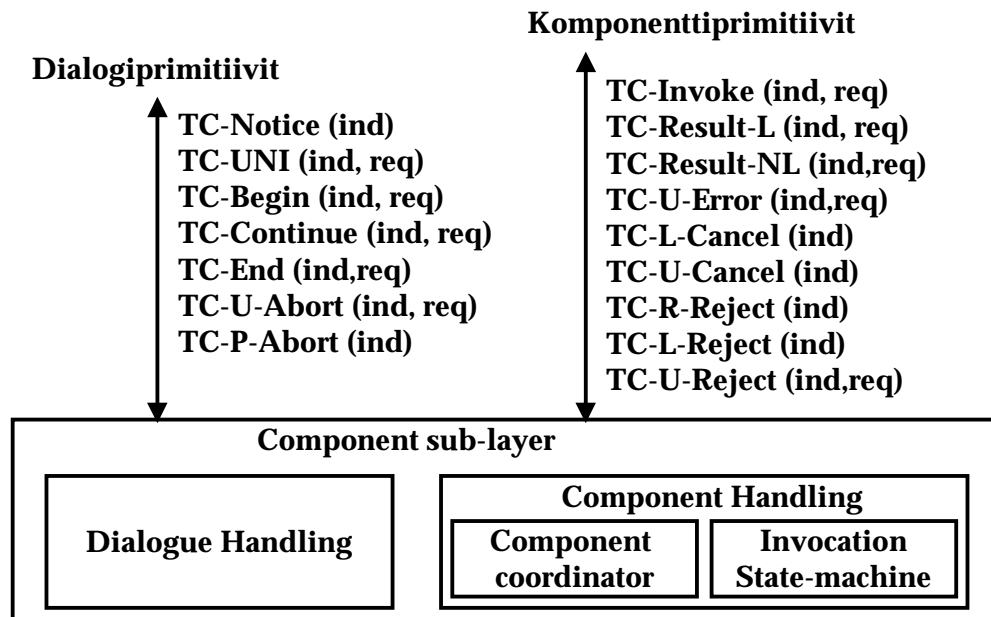 Komponenttiprimitiivit
Dialogiprimitiivit
TC-Notice (ind)
TC-UNI (ind, req)
TC-Begin (ind, req)
TC-Continue (ind, req)
TC-End (ind,req)
TC-U-Abort (ind, req)
TC-P-Abort (ind)
TC-Invoke (ind, req)
TC-Result-L (ind, req)
TC-Result-NL (ind,req)
TC-U-Error (ind,req)
TC-L-Cancel (ind)
TC-U-Cancel (ind)
TC-R-Reject (ind)
TC-L-Reject (ind)
TC-U-Reject (ind,req)
Component sub-layer
Dialogue Handling
Component Handling
Component
coordinator
Invocation
State-machine